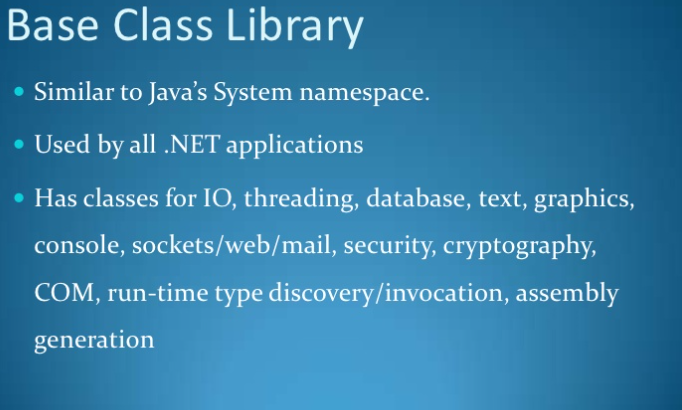 Base Class Library
• Similar to Java's System namespace.
• Used by all .NET applications
• Has classes for IO, threading, database, text, graphics,
console, sockets/web/mail, security, cryptography,
COM, run-time type discovery/invocation, assembly
generation